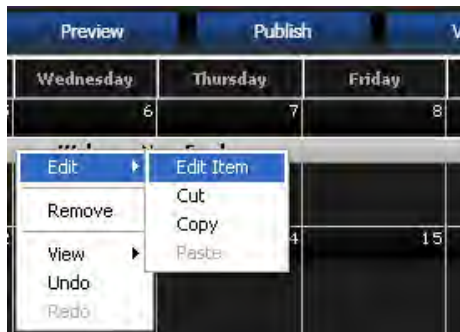 Preview Publish
Wednesday Thursday Friday
6 7 8
Edit Edit Item
Cut
Remove
Copy
View Paste 4 15
Undo
Redo